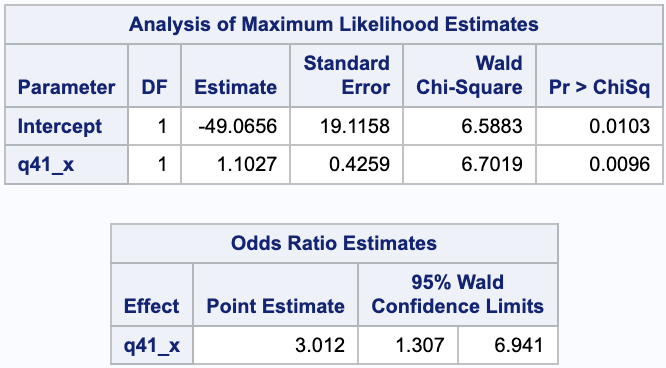 Analysis of Maximum Likelihood Estimates
Parameter DF Estimate Standard Error Wald Chi-Square Pr > ChiSq
Intercept 1 -49.0656 19.1158 6.5883 0.0103
q41_x 1 1.1027 0.4259 6.7019 0.0096
Odds Ratio Estimates
Effect Point Estimate 95% Wald Confidence Limits
q41_x 3.012 1.307 6.941